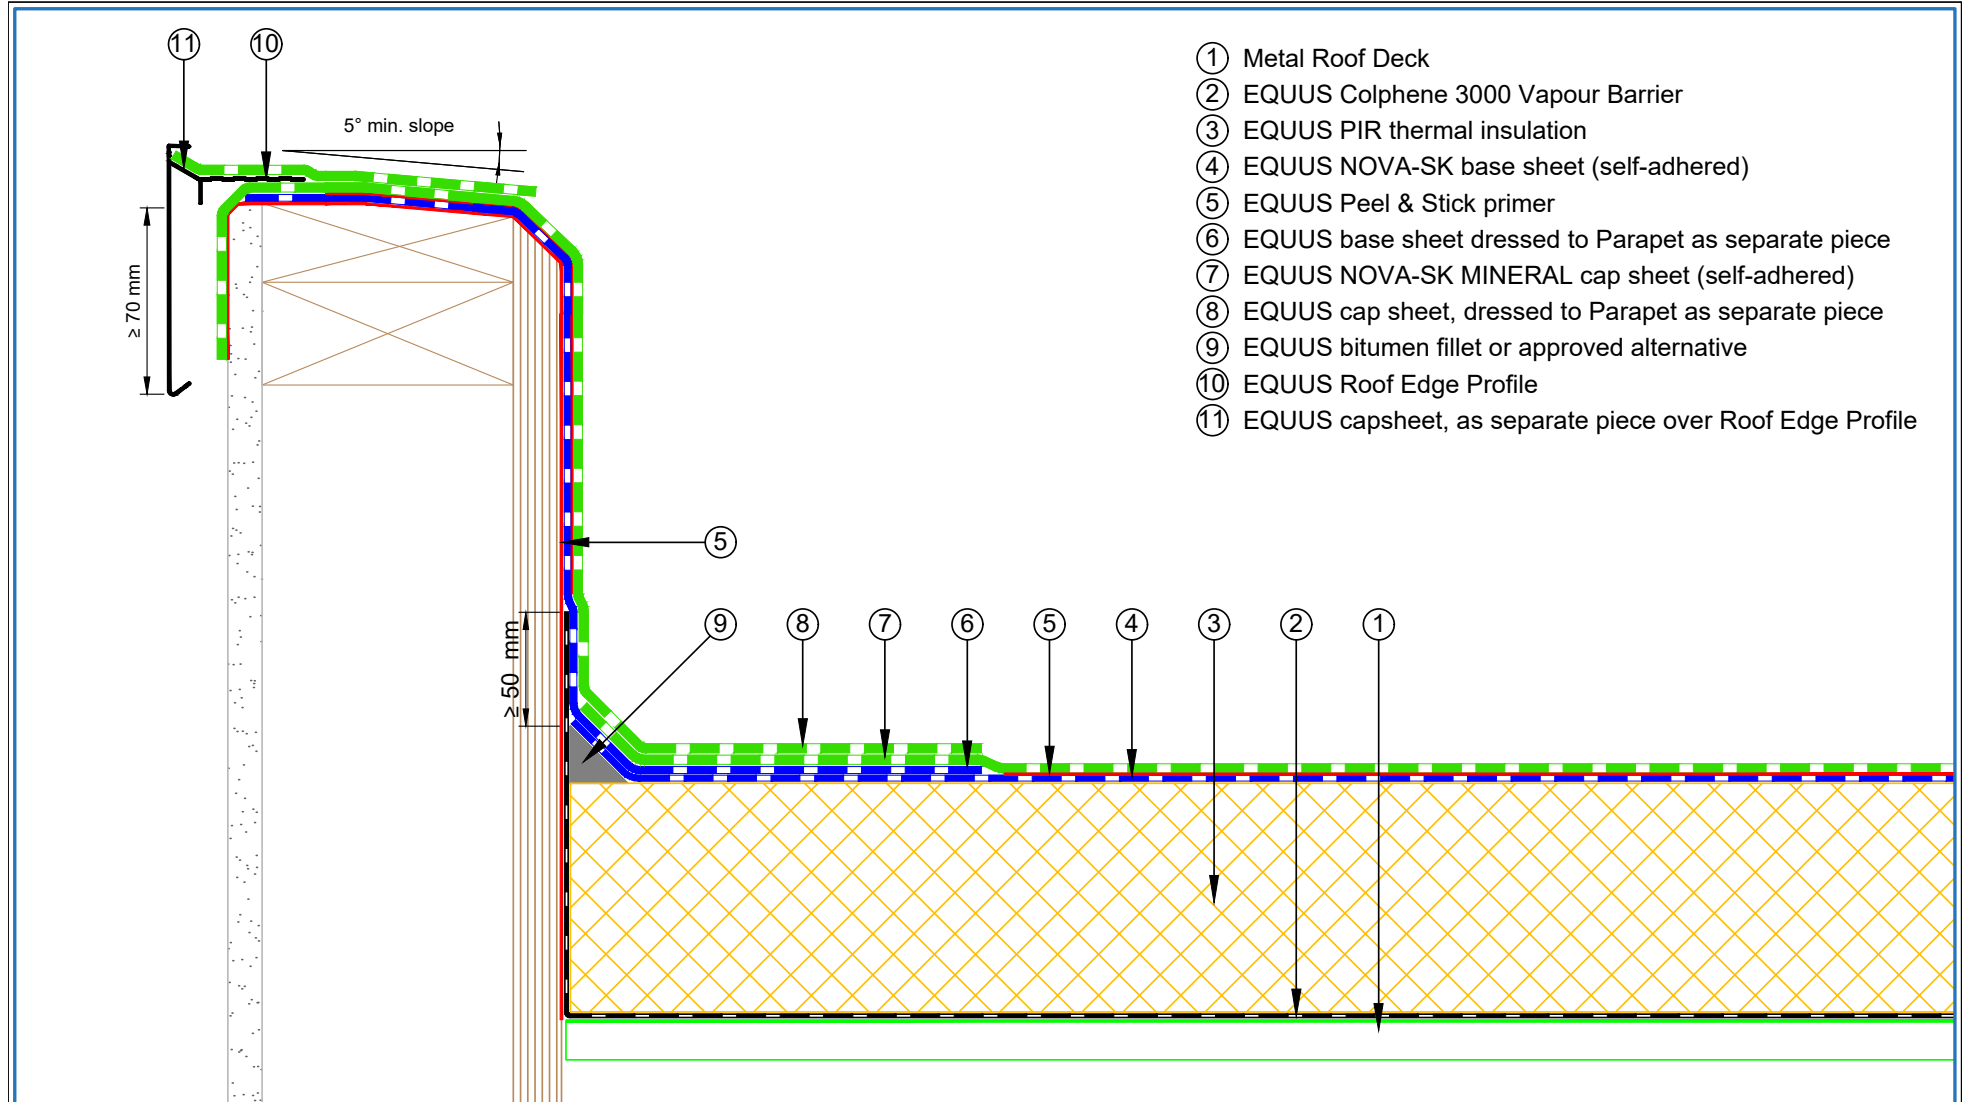 11 10
5° min. slope
≥ 70 mm
1 Metal Roof Deck
2 EQUUS Colphene 3000 Vapour Barrier
3 EQUUS PIR thermal insulation
4 EQUUS NOVA-SK base sheet (self-adhered)
5 EQUUS Peel & Stick primer
6 EQUUS base sheet dressed to Parapet as separate piece
7 EQUUS NOVA-SK MINERAL cap sheet (self-adhered)
8 EQUUS cap sheet, dressed to Parapet as separate piece
9 EQUUS bitumen fillet or approved alternative
10 EQUUS Roof Edge Profile
11 EQUUS capsheet, as separate piece over Roof Edge Profile
5
≥ 50 mm
9 8 7 6 5 4 3 2 1